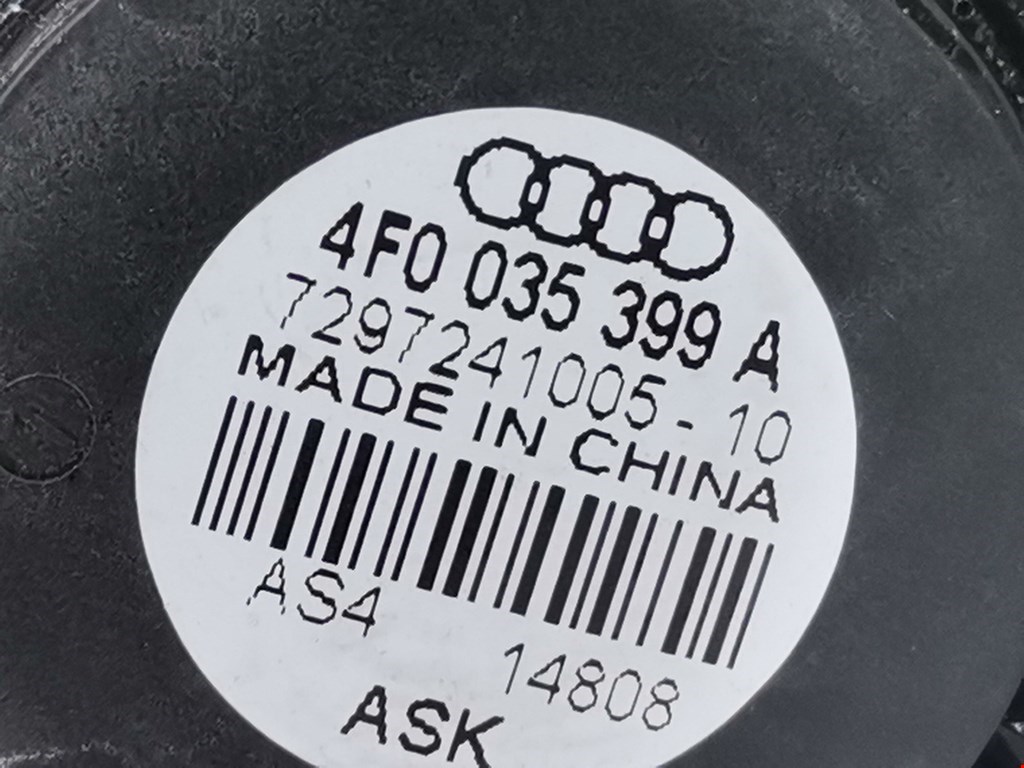 4F0 035 399 A
7297241005-10
MADE IN CHINA
AS4
14808
ASK